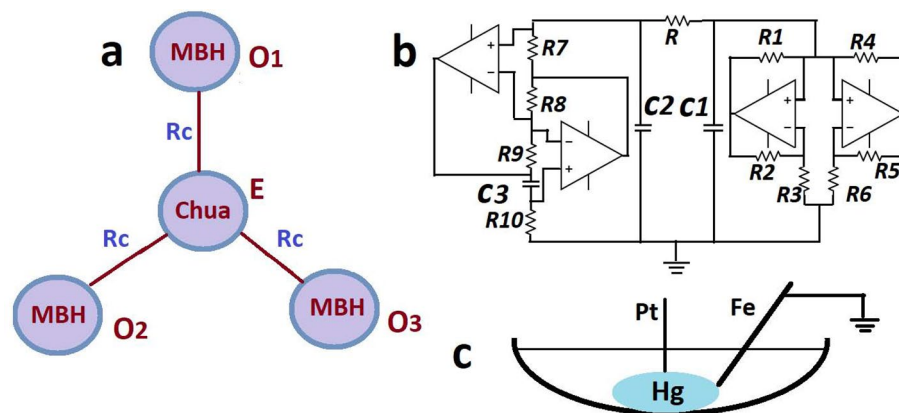 a
MBH O1
Rc
Chua E
Rc Rc
MBH O2
MBH O3
b
R7
R8
R9
C3
R10
C2
R
C1
R1
R4
R2
R3
R5
R6
+
−
−
+
+
−
+
−
c
Pt
Fe
Hg